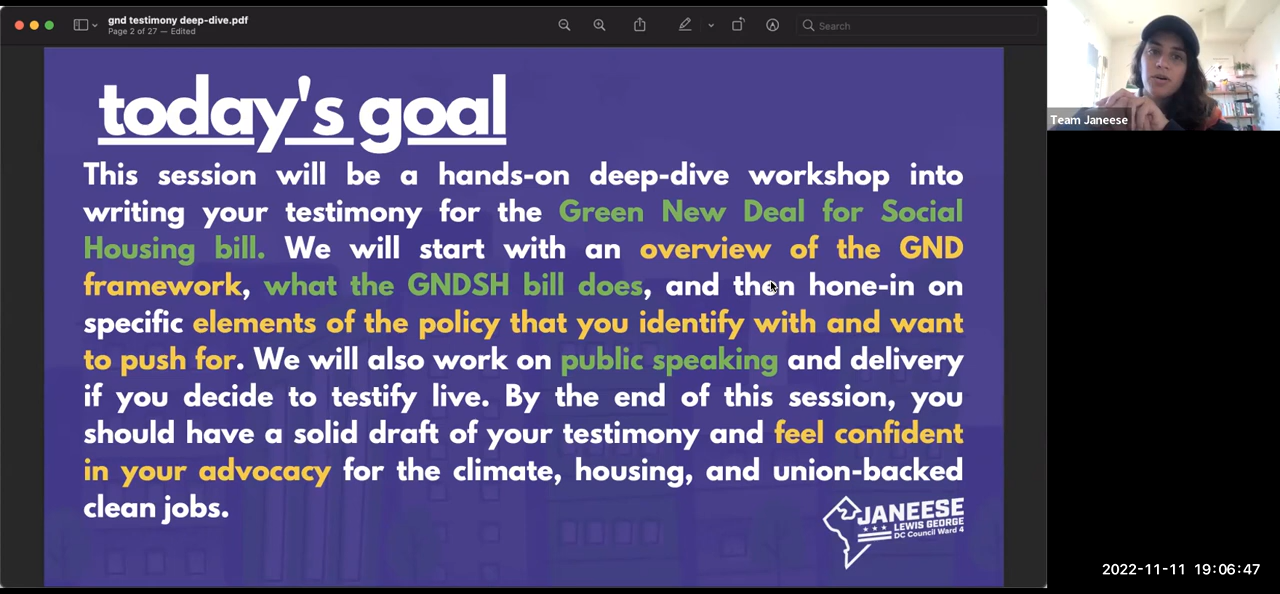 gnd testimony deep-dive.pdf
Page 2 of 27 — Edited
Search
today's goal
This session will be a hands-on deep-dive workshop into
writing your testimony for the Green New Deal for Social
Housing bill. We will start with an overview of the GND
framework, what the GNDSH bill does, and then hone-in on
specific elements of the policy that you identify with and want
to push for. We will also work on public speaking and delivery
if you decide to testify live. By the end of this session, you
should have a solid draft of your testimony and feel confident
in your advocacy for the climate, housing, and union-backed
clean jobs.
JANEESE
LEWIS GEORGE
DC Council Ward 4
Team Janeese
2022-11-11 19:06:47